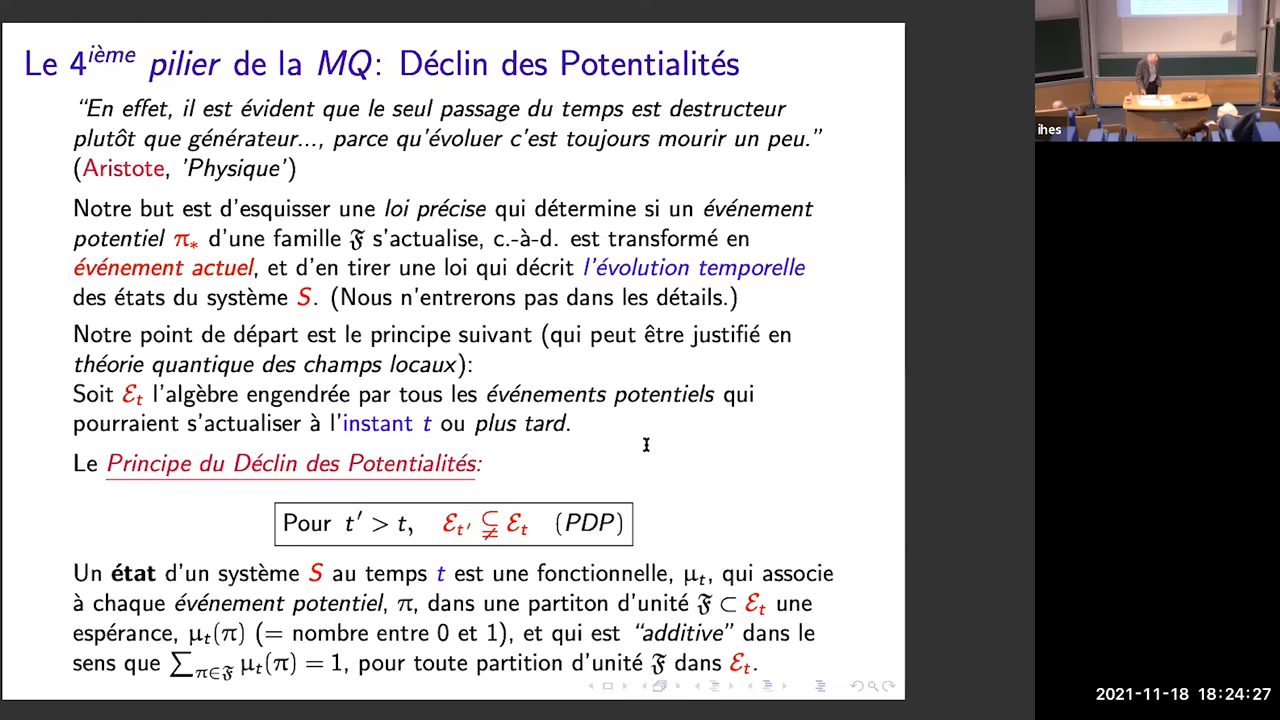 Le 4ième pilier de la MQ: Déclin des Potentialités
“En effet, il est évident que le seul passage du temps est destructeur
plutôt que générateur..., parce qu’évoluer c’est toujours mourir un peu.”
(Aristote, ’Physique’)
Notre but est d’esquisser une loi précise qui détermine si un événement
potentiel π∗ d’une famille 𝔉 s’actualise, c.-à-d. est transformé en
événement actuel, et d’en tirer une loi qui décrit l’évolution temporelle
des états du système S. (Nous n’entrerons pas dans les détails.)
Notre point de départ est le principe suivant (qui peut être justifié en
théorie quantique des champs locaux):
Soit ℰt l’algèbre engendrée par tous les événements potentiels qui
pourraient s’actualiser à l’instant t ou plus tard.
Le Principe du Déclin des Potentialités:
Pour t′ > t, ℰt′ ⊊ ℰt (PDP)
Un état d’un système S au temps t est une fonctionnelle, μt, qui associe
à chaque événement potentiel, π, dans une partiton d’unité 𝔉 ⊂ ℰt une
espérance, μt(π) (= nombre entre 0 et 1), et qui est “additive” dans le
sens que ∑π∈𝔉 μt(π) = 1, pour toute partition d’unité 𝔉 dans ℰt.
ihes
2021-11-18 18:24:27